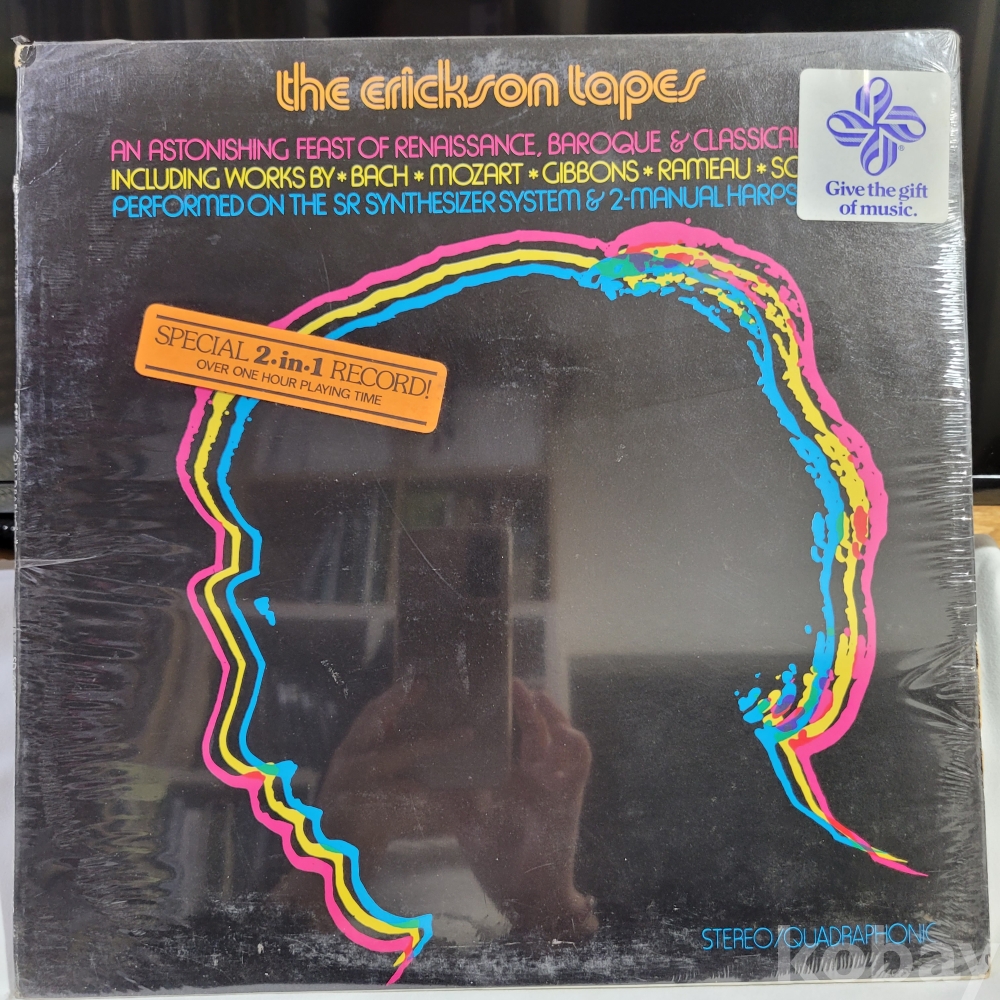 the erickson tapes
AN ASTONISHING FEAST OF RENAISSANCE, BAROQUE & CLASSICAL
INCLUDING WORKS BY * BACH * MOZART * GIBBONS * RAMEAU *
PERFORMED ON THE SR SYNTHESIZER SYSTEM & 2-MANUAL
Give the gift
of music.
SPECIAL 2·in·1 RECORD!
OVER ONE HOUR PLAYING TIME
STEREO/QUADRAPHONIC
kobay